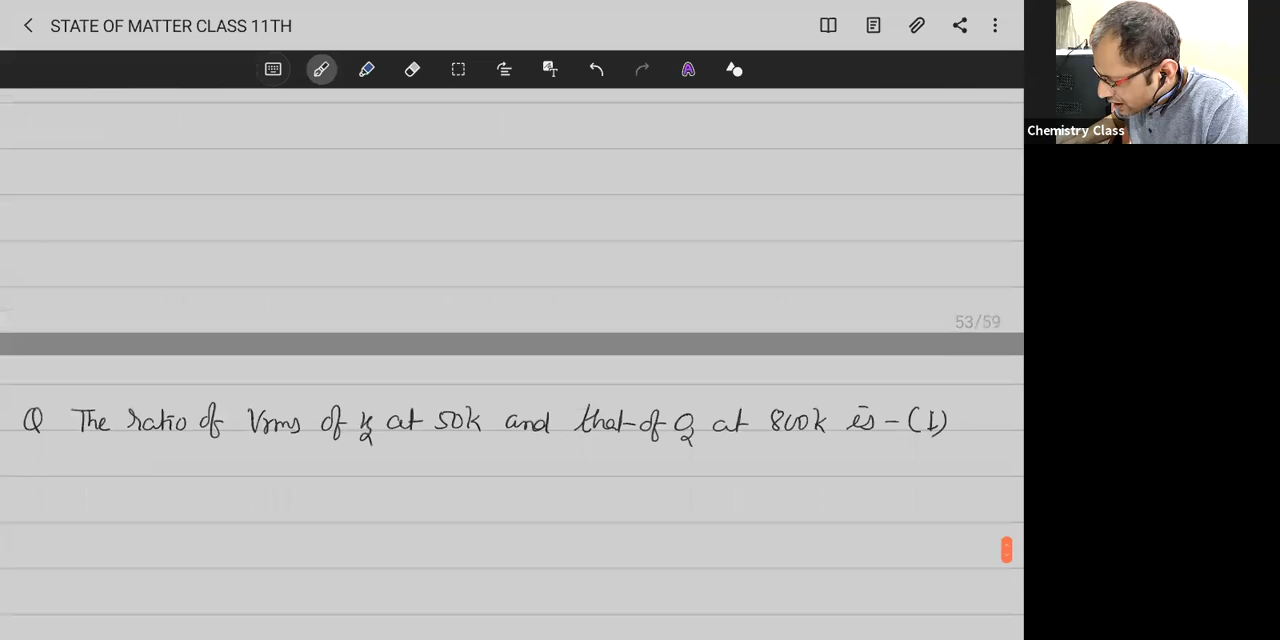 STATE OF MATTER CLASS 11TH
Chemistry Class
53/59
Q The ratio of Vrms of H2 at 50k and that of O2 at 800k is - (1)